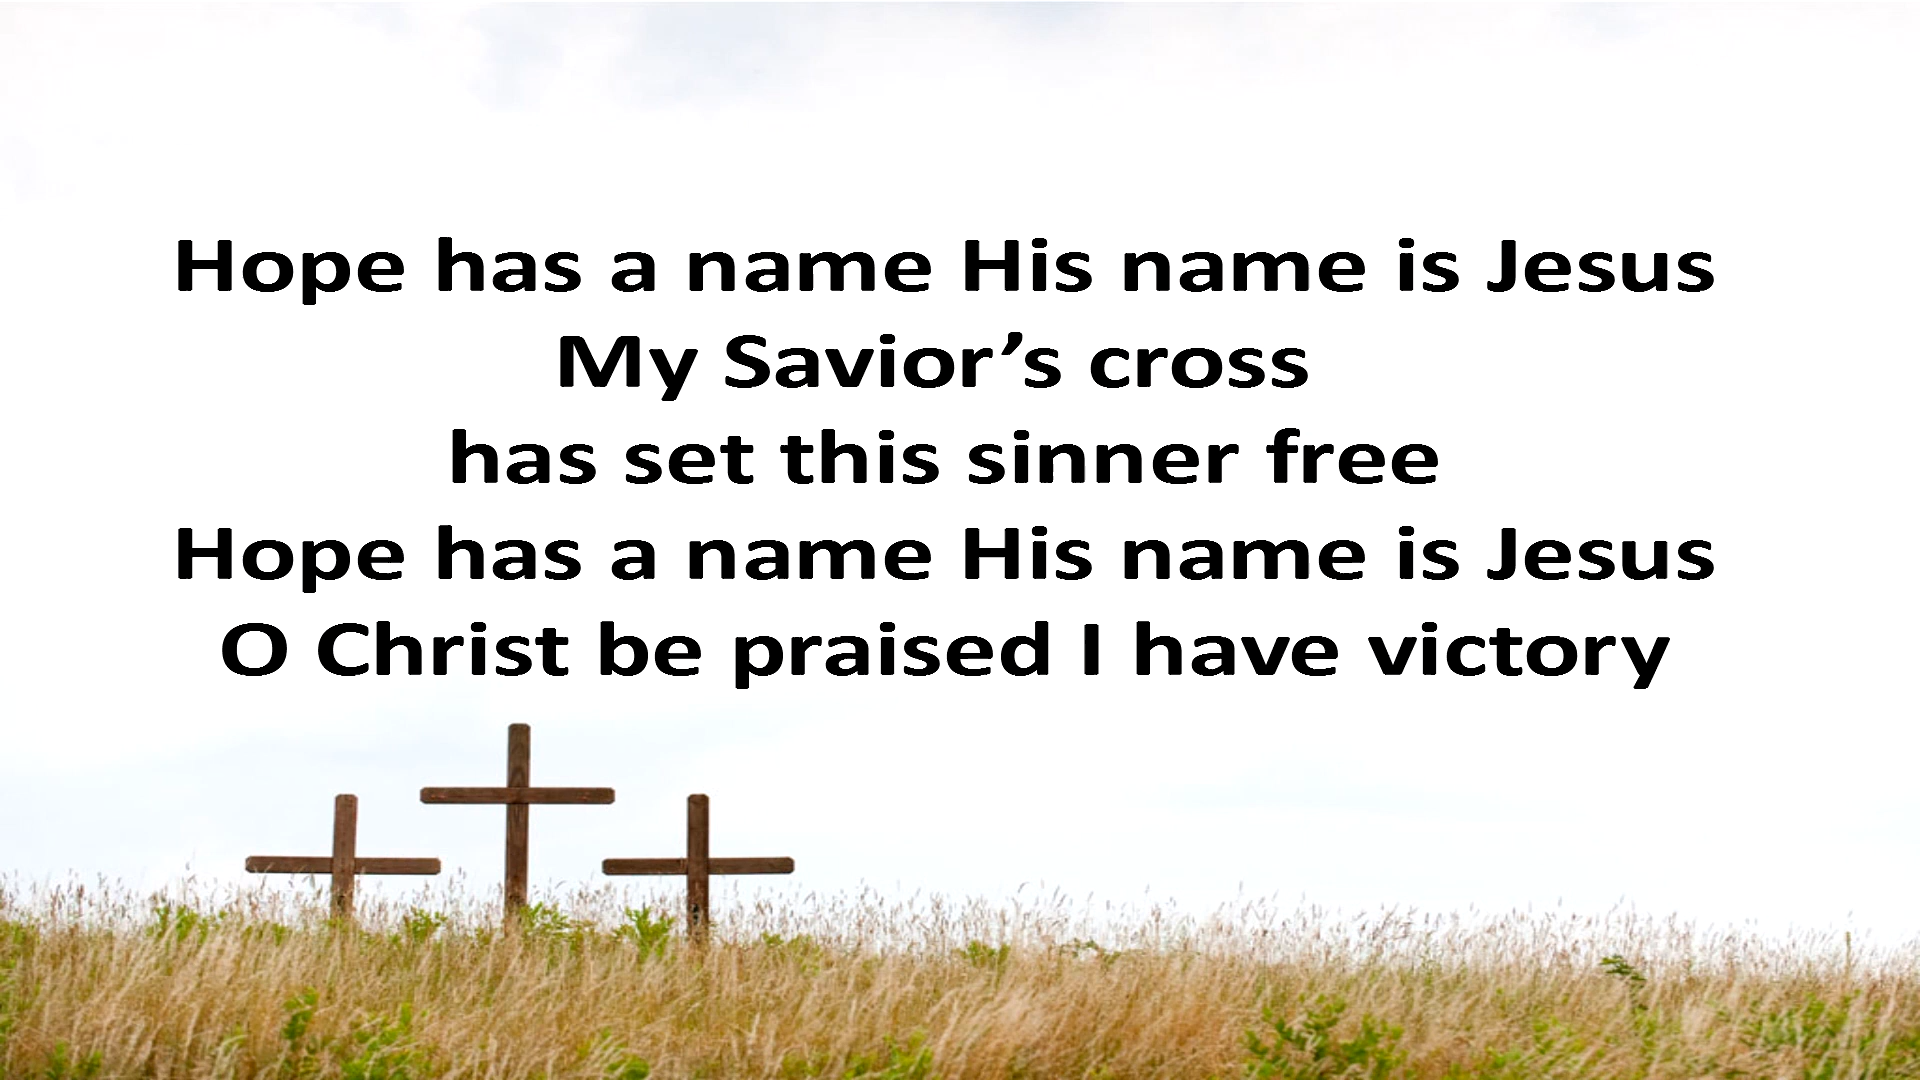 Hope has a name His name is Jesus
My Savior’s cross
has set this sinner free
Hope has a name His name is Jesus
O Christ be praised I have victory